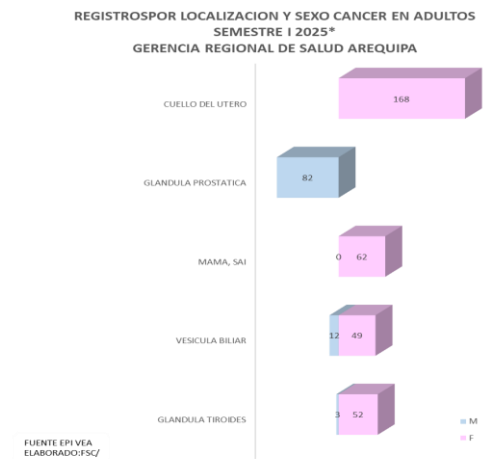 REGISTROSPOR LOCALIZACION Y SEXO CANCER EN ADULTOS
SEMESTRE I 2025*
GERENCIA REGIONAL DE SALUD AREQUIPA
CUELLO DEL UTERO
168
GLANDULA PROSTATICA
82
MAMA, SAI
0 62
VESICULA BILIAR
12 49
GLANDULA TIROIDES
3 52
M
F
FUENTE EPI VEA
ELABORADO:FSC/